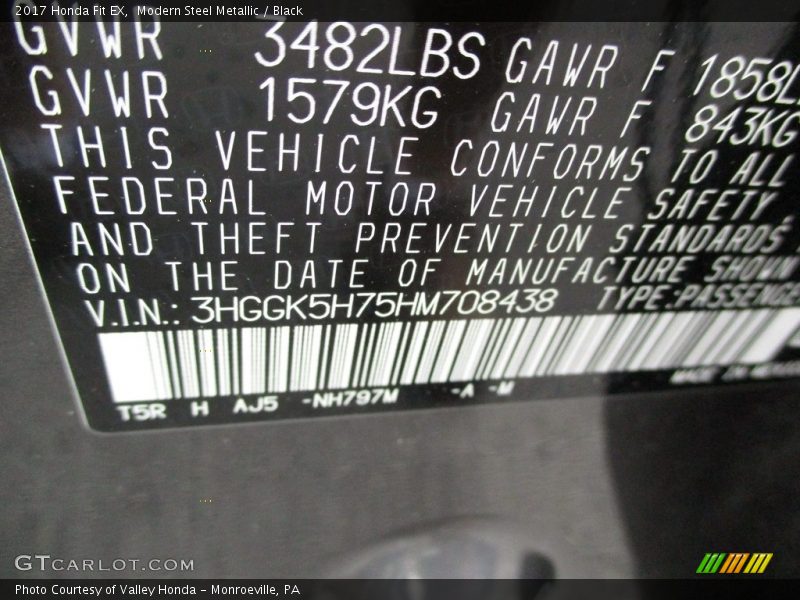 2017 Honda Fit EX, Modern Steel Metallic / Black
GVWR 3482LBS GAWR F 1858L
GVWR 1579KG GAWR F 843KG
THIS VEHICLE CONFORMS TO ALL
FEDERAL MOTOR VEHICLE SAFETY,
AND THEFT PREVENTION STANDARDS
ON THE DATE OF MANUFACTURE SHOWN
V.I.N.: 3HGGK5H75HM708438 TYPE:PASSENGE
T5R H AJ5 -NH797M -A -M MADE IN
GTCARLOT.COM
Photo Courtesy of Valley Honda - Monroeville, PA